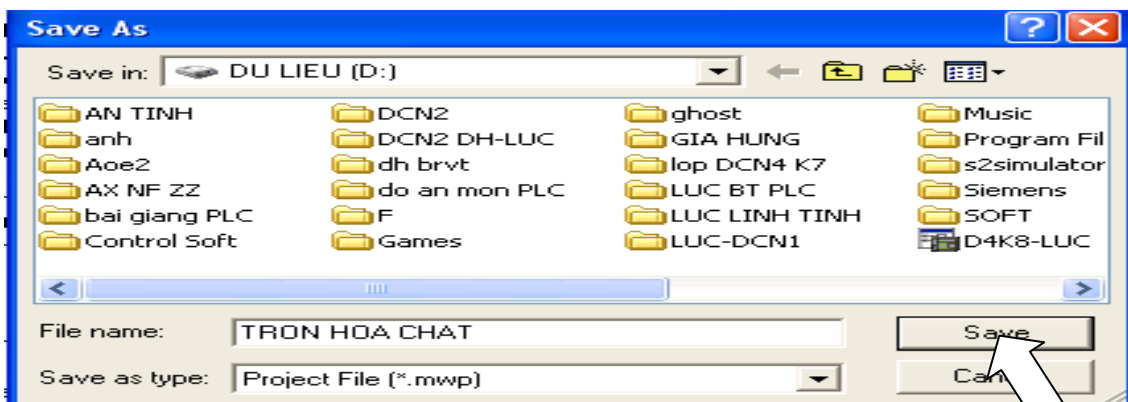 Save As
Save in: DU LIEU (D:)
AN TINH DCN2 ghost Music
anh DCN2 DH-LUC GIA HUNG Program Fil
Aoe2 dh brvt lop DCN4 K7 s2simulator
AX NF ZZ do an mon PLC LUC BT PLC Siemens
bai giang PLC F LUC LINH TINH SOFT
Control Soft Games LUC-DCN1 D4K8-LUC
File name: TRON HOA CHAT Save
Save as type: Project File (*.mwp)